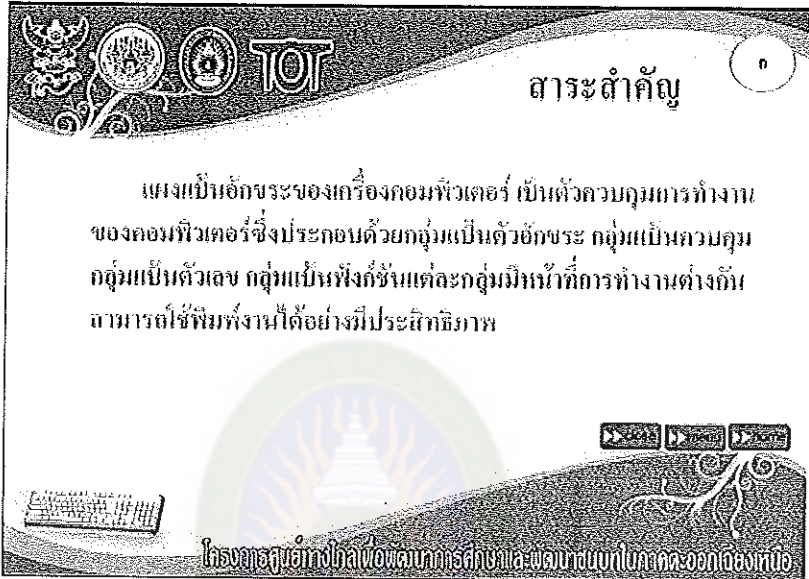 TOT
สาระสำคัญ
ก
แผงแป้นอักขระของเครื่องคอมพิวเตอร์ เป็นตัวควบคุมการทำงาน
ของคอมพิวเตอร์ซึ่งประกอบด้วยกลุ่มแป้นตัวอักขระ กลุ่มแป้นควบคุม
กลุ่มแป้นตัวเลข กลุ่มแป้นฟังก์ชันแต่ละกลุ่มมีหน้าที่การทำงานต่างกัน
สามารถใช้พิมพ์งานได้อย่างมีประสิทธิภาพ
home
โครงการศูนย์ทางไกลเพื่อพัฒนาการศึกษาและพัฒนาชนบทในภาคตะวันออกเฉียงเหนือ